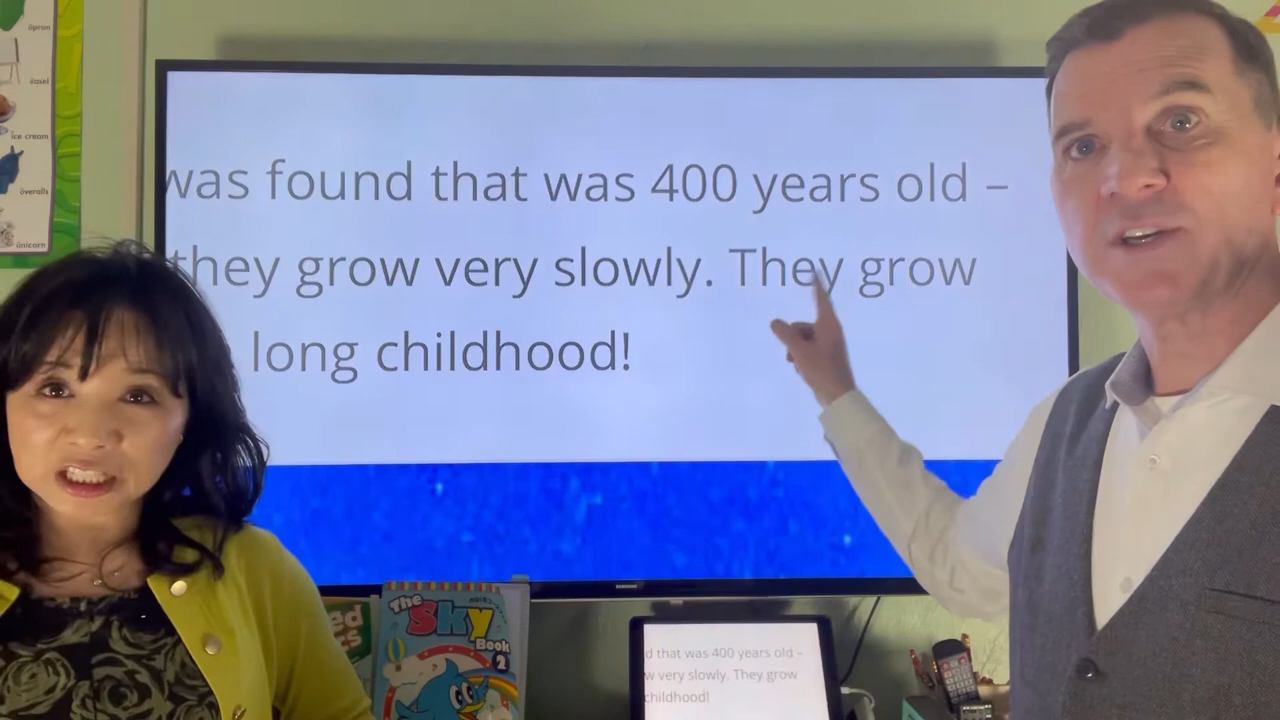 apron
ice cream
overalls
unicorn
was found that was 400 years old –
they grow very slowly. They grow
long childhood!
SAMSUNG
The
Sky
Book
2
d that was 400 years old –
w very slowly. They grow
childhood!